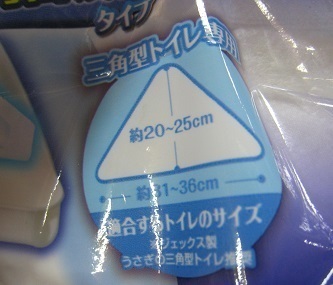 タイプ
三角型トイレ専用
約20~25cm
約31~36cm
適合するトイレのサイズ
うさぎの三角型トイレ推奨